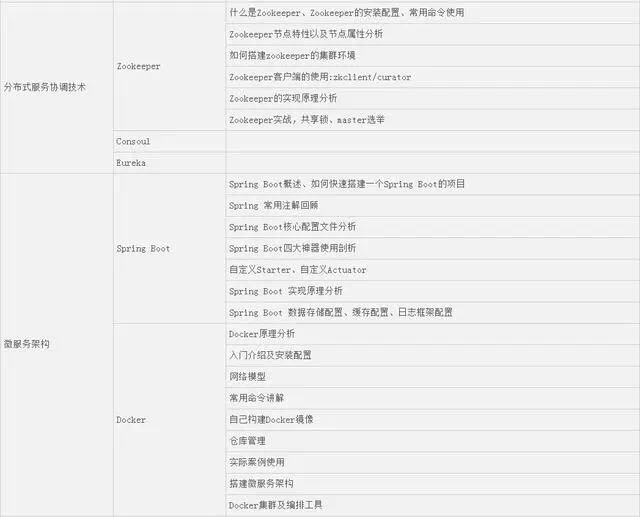 什么是Zookeeper、Zookeeper的安装配置、常用命令使用
Zookeeper节点特性以及节点属性分析
如何搭建zookeeper的集群环境
分布式服务协调技术
Zookeeper
Zookeeper客户端的使用:zkclient/curator
Zookeeper的实现原理分析
Zookeeper实战，共享锁、master选举
Consoul
Eureka
Spring Boot概述、如何快速搭建一个Spring Boot的项目
Spring 常用注解回顾
Spring Boot核心配置文件分析
Spring Boot
Spring Boot四大神器使用剖析
自定义Starter、自定义Actuator
Spring Boot 实现原理分析
Spring Boot 数据存储配置、缓存配置、日志框架配置
微服务架构
Docker原理分析
入门介绍及安装配置
网络模型
常用命令讲解
Docker
自己构建Docker镜像
仓库管理
实际案例使用
搭建微服务架构
Docker集群及编排工具